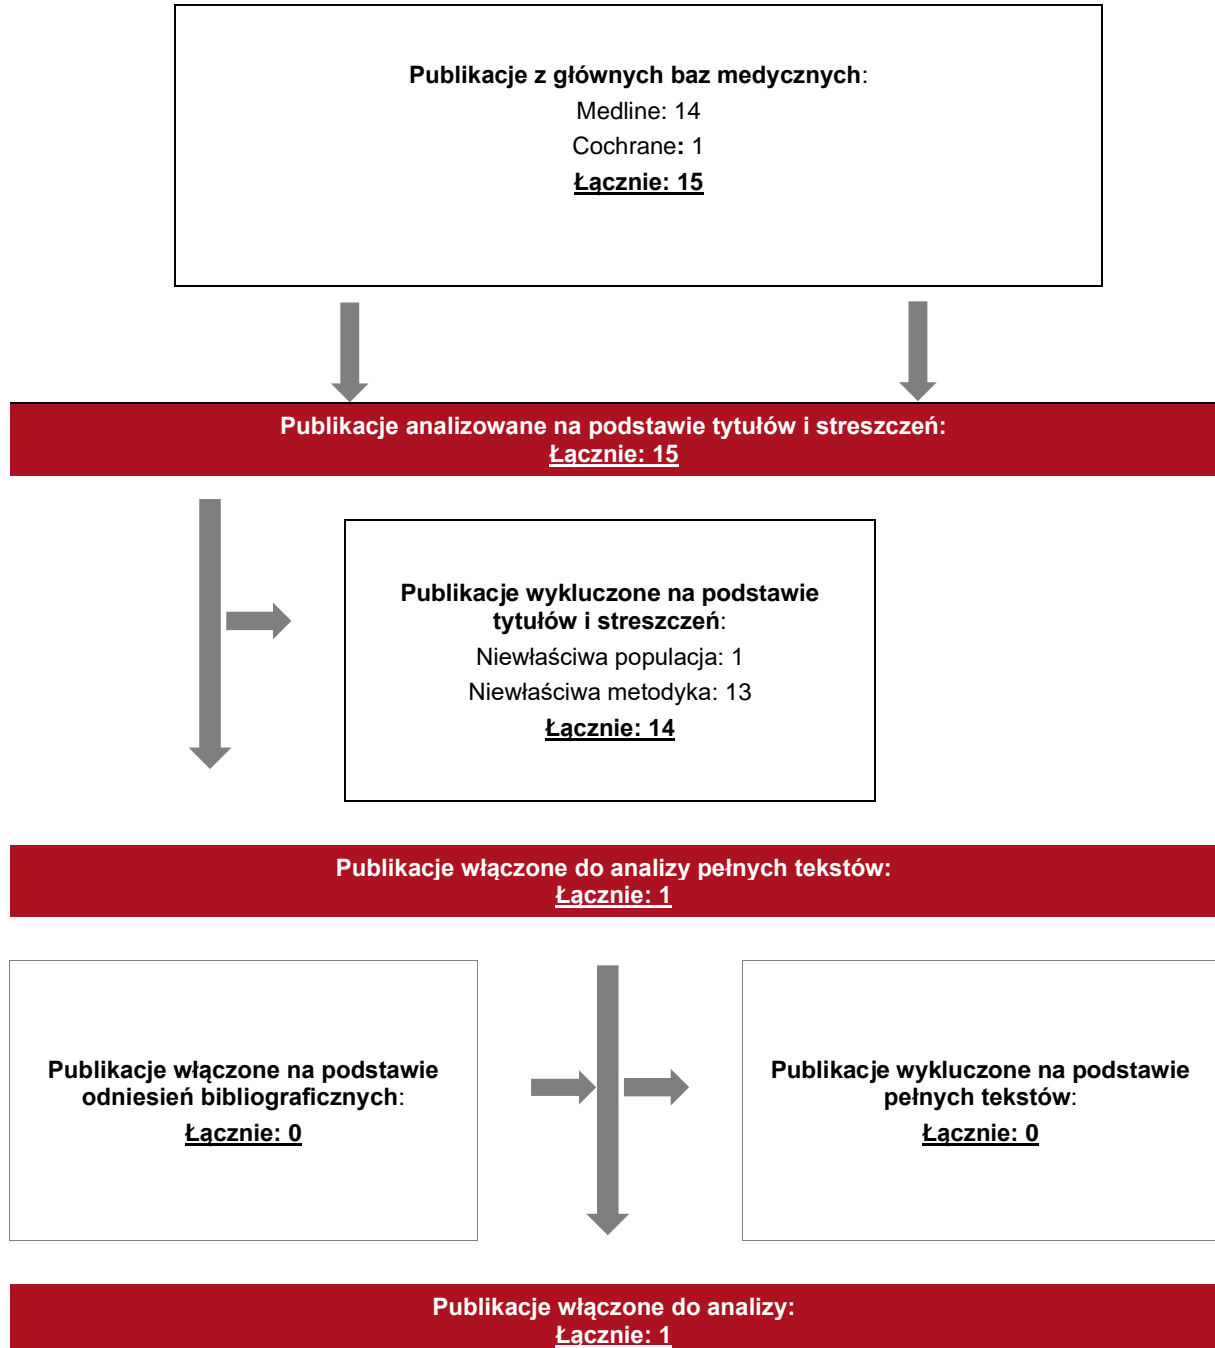 Publikacje z głównych baz medycznych:
Medline: 14
Cochrane: 1
Łącznie: 15
Publikacje analizowane na podstawie tytułów i streszczeń:
Łącznie: 15
Publikacje wykluczone na podstawie
tytułów i streszczeń:
Niewłaściwa populacja: 1
Niewłaściwa metodyka: 13
Łącznie: 14
Publikacje włączone do analizy pełnych tekstów:
Łącznie: 1
Publikacje włączone na podstawie
odniesień bibliograficznych:
Łącznie: 0
Publikacje wykluczone na podstawie
pełnych tekstów:
Łącznie: 0
Publikacje włączone do analizy:
Łącznie: 1